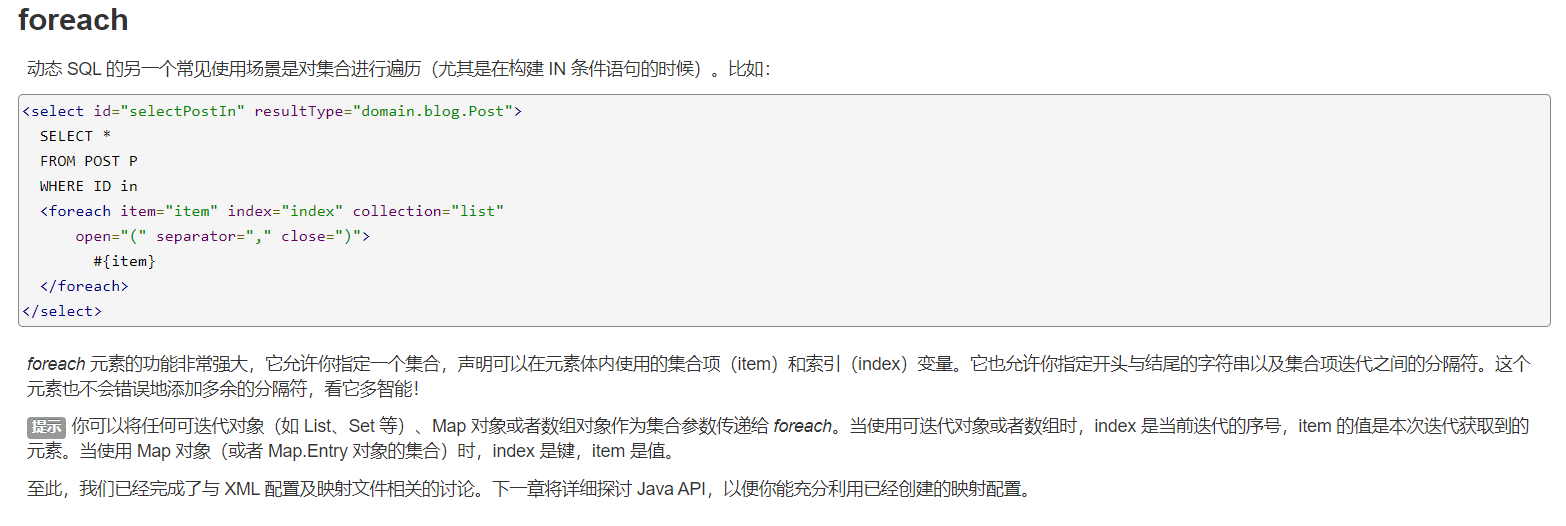 foreach
动态 SQL 的另一个常见使用场景是对集合进行遍历（尤其是在构建 IN 条件语句的时候）。比如：
<select id="selectPostIn" resultType="domain.blog.Post">
  SELECT *
  FROM POST P
  WHERE ID in
  <foreach item="item" index="index" collection="list"
      open="(" separator="," close=")">
        #{item}
  </foreach>
</select>
foreach 元素的功能非常强大，它允许你指定一个集合，声明可以在元素体内使用的集合项（item）和索引（index）变量。它也允许你指定开头与结尾的字符串以及集合项迭代之间的分隔符。这个
元素也不会错误地添加多余的分隔符，看它多智能！
提示 你可以将任何可迭代对象（如 List、Set 等）、Map 对象或者数组对象作为集合参数传递给 foreach。当使用可迭代对象或者数组时，index 是当前迭代的序号，item 的值是本次迭代获取到的
元素。当使用 Map 对象（或者 Map.Entry 对象的集合）时，index 是键，item 是值。
至此，我们已经完成了与 XML 配置及映射文件相关的讨论。下一章将详细探讨 Java API，以便你能充分利用已经创建的映射配置。